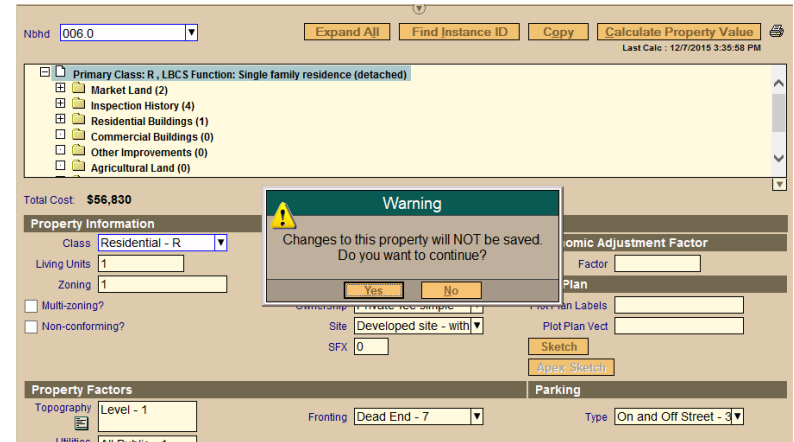 Nbhd 006.0 Expand All Find Instance ID Copy Calculate Property Value
Last Calc : 12/7/2015 3:35:58 PM
Primary Class: R , LBCS Function: Single family residence (detached)
Market Land (2)
Inspection History (4)
Residential Buildings (1)
Commercial Buildings (0)
Other Improvements (0)
Agricultural Land (0)
Total Cost: $56,830
Warning
Changes to this property will NOT be saved.
Do you want to continue?
Yes No
Property Information
Class Residential - R
Living Units 1
Zoning 1
Multi-zoning?
Non-conforming?
Ownership Private fee simple
Site Developed site - with
SFX 0
nomic Adjustment Factor
Factor
Plan
Plot Plan Labels
Plot Plan Vect
Sketch
Apex Sketch
Property Factors
Topography Level - 1
Utilities All Public - 1
Fronting Dead End - 7
Parking
Type On and Off Street - 3